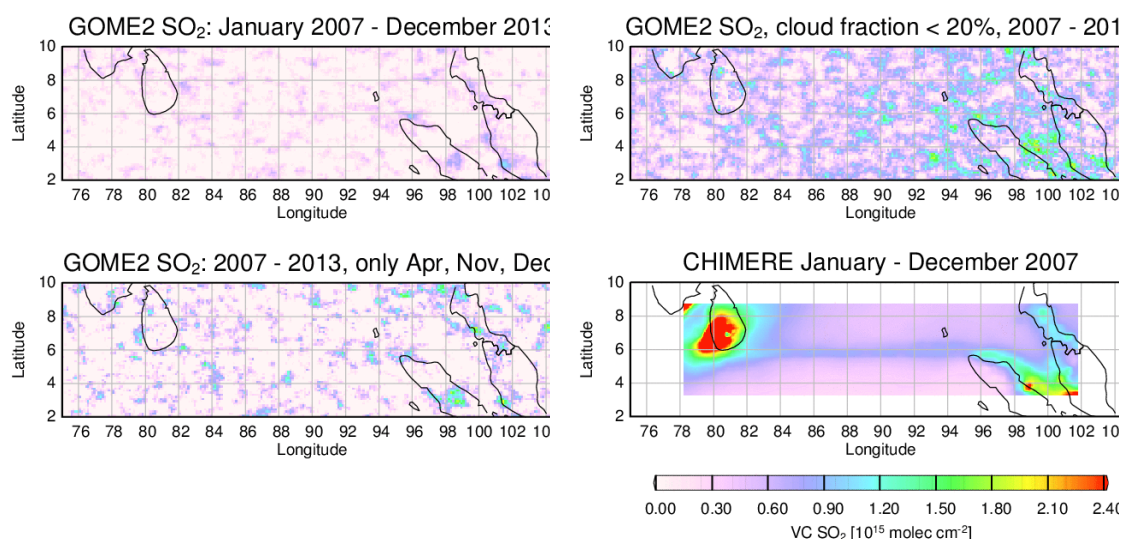 GOME2 SO₂: January 2007 - December 2013
10
8
6
4
2
Latitude
76 78 80 82 84 86 88 90 92 94 96 98 100 102
Longitude
GOME2 SO₂, cloud fraction < 20%, 2007 - 201
10
8
6
4
2
Latitude
76 78 80 82 84 86 88 90 92 94 96 98 100 102 10
Longitude
GOME2 SO₂: 2007 - 2013, only Apr, Nov, Dec
10
8
6
4
2
Latitude
76 78 80 82 84 86 88 90 92 94 96 98 100 102
Longitude
CHIMERE January - December 2007
10
8
6
4
2
Latitude
76 78 80 82 84 86 88 90 92 94 96 98 100 102 10
Longitude
0.00 0.30 0.60 0.90 1.20 1.50 1.80 2.10 2.40
VC SO₂ [10¹⁵ molec cm⁻²]